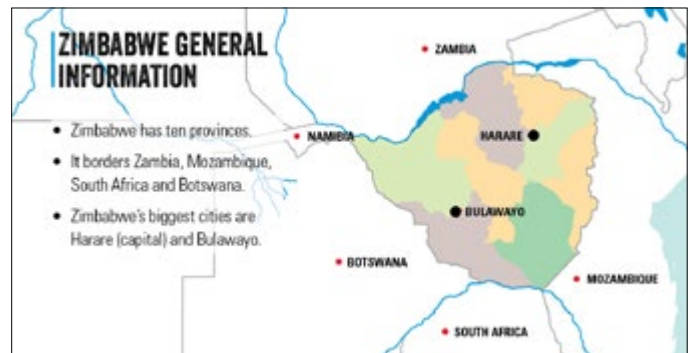 ZIMBABWE GENERAL
INFORMATION
• Zimbabwe has ten provinces.
• It borders Zambia, Mozambique,
South Africa and Botswana.
• Zimbabwe's biggest cities are
Harare (capital) and Bulawayo.
ZAMBIA
NAMIBIA
HARARE
BULAWAYO
BOTSWANA
MOZAMBIQUE
SOUTH AFRICA